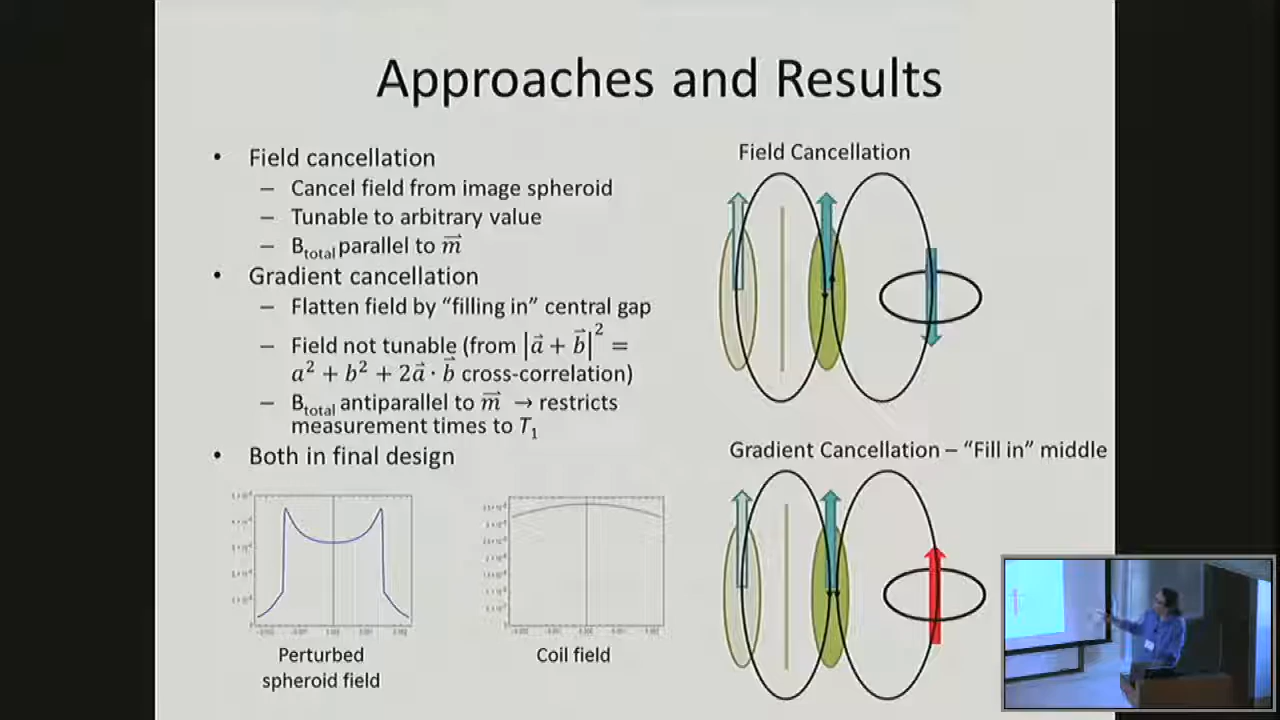 Approaches and Results
• Field cancellation
– Cancel field from image spheroid
– Tunable to arbitrary value
– B_total parallel to m⃗
• Gradient cancellation
– Flatten field by “filling in” central gap
– Field not tunable (from |a⃗ + b⃗|² =
a² + b² + 2a⃗ · b⃗ cross-correlation)
– B_total antiparallel to m⃗ → restricts
measurement times to T₁
• Both in final design
Perturbed
spheroid field
Coil field
Field Cancellation
Gradient Cancellation – “Fill in” middle